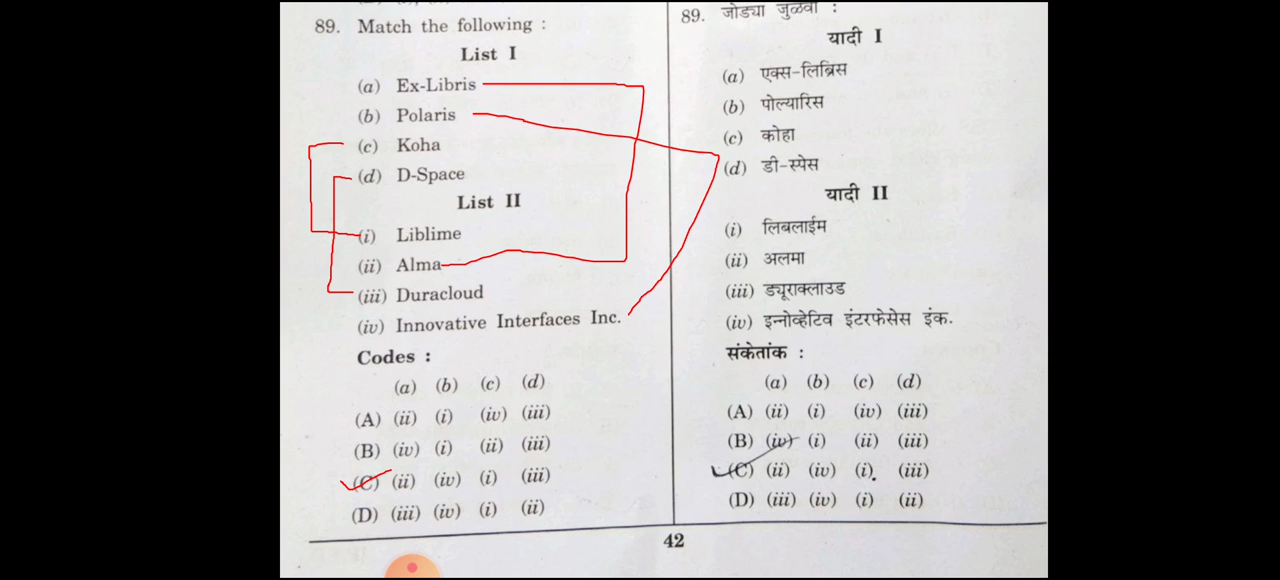 89. Match the following :
List I
(a) Ex-Libris
(b) Polaris
(c) Koha
(d) D-Space
List II
(i) Liblime
(ii) Alma
(iii) Duracloud
(iv) Innovative Interfaces Inc.
Codes :
(a) (b) (c) (d)
(A) (ii) (i) (iv) (iii)
(B) (iv) (i) (ii) (iii)
(C) (ii) (iv) (i) (iii)
(D) (iii) (iv) (i) (ii)
89. जोड्या जुळवा :
यादी I
(a) एक्स-लिब्रिस
(b) पोल्यारिस
(c) कोहा
(d) डी-स्पेस
यादी II
(i) लिबलाईम
(ii) अलमा
(iii) ड्यूराक्लाउड
(iv) इन्नोव्हेटिव इंटरफेसेस इंक.
संकेतांक :
(a) (b) (c) (d)
(A) (ii) (i) (iv) (iii)
(B) (iv) (i) (ii) (iii)
(C) (ii) (iv) (i) (iii)
(D) (iii) (iv) (i) (ii)
42